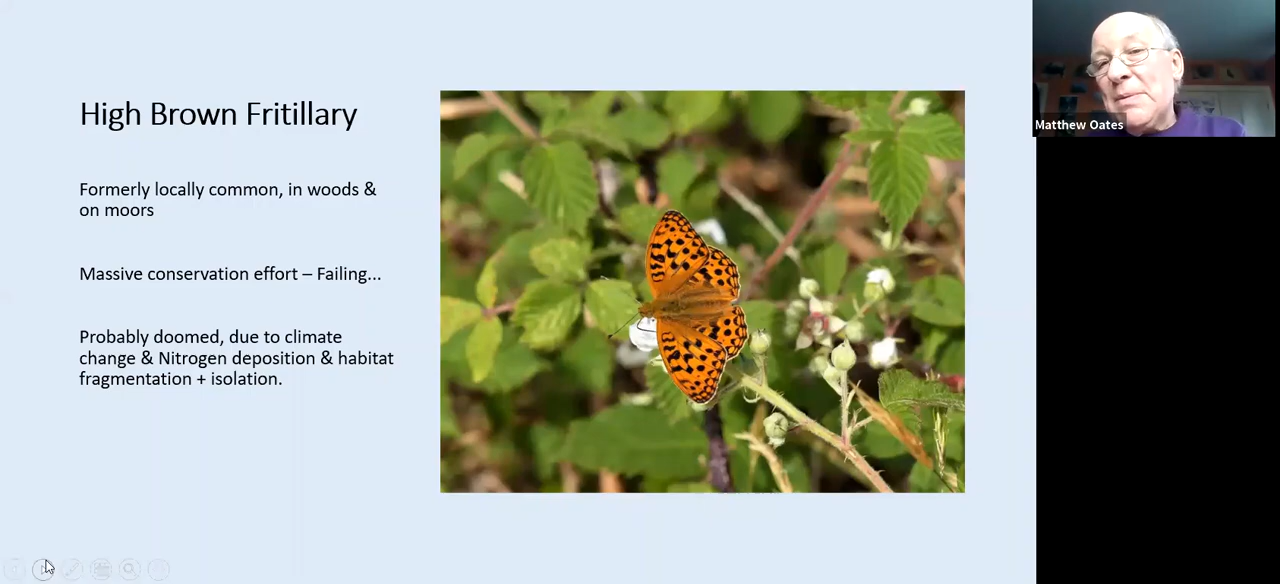 High Brown Fritillary
Formerly locally common, in woods &
on moors
Massive conservation effort – Failing...
Probably doomed, due to climate
change & Nitrogen deposition & habitat
fragmentation + isolation.
Matthew Oates